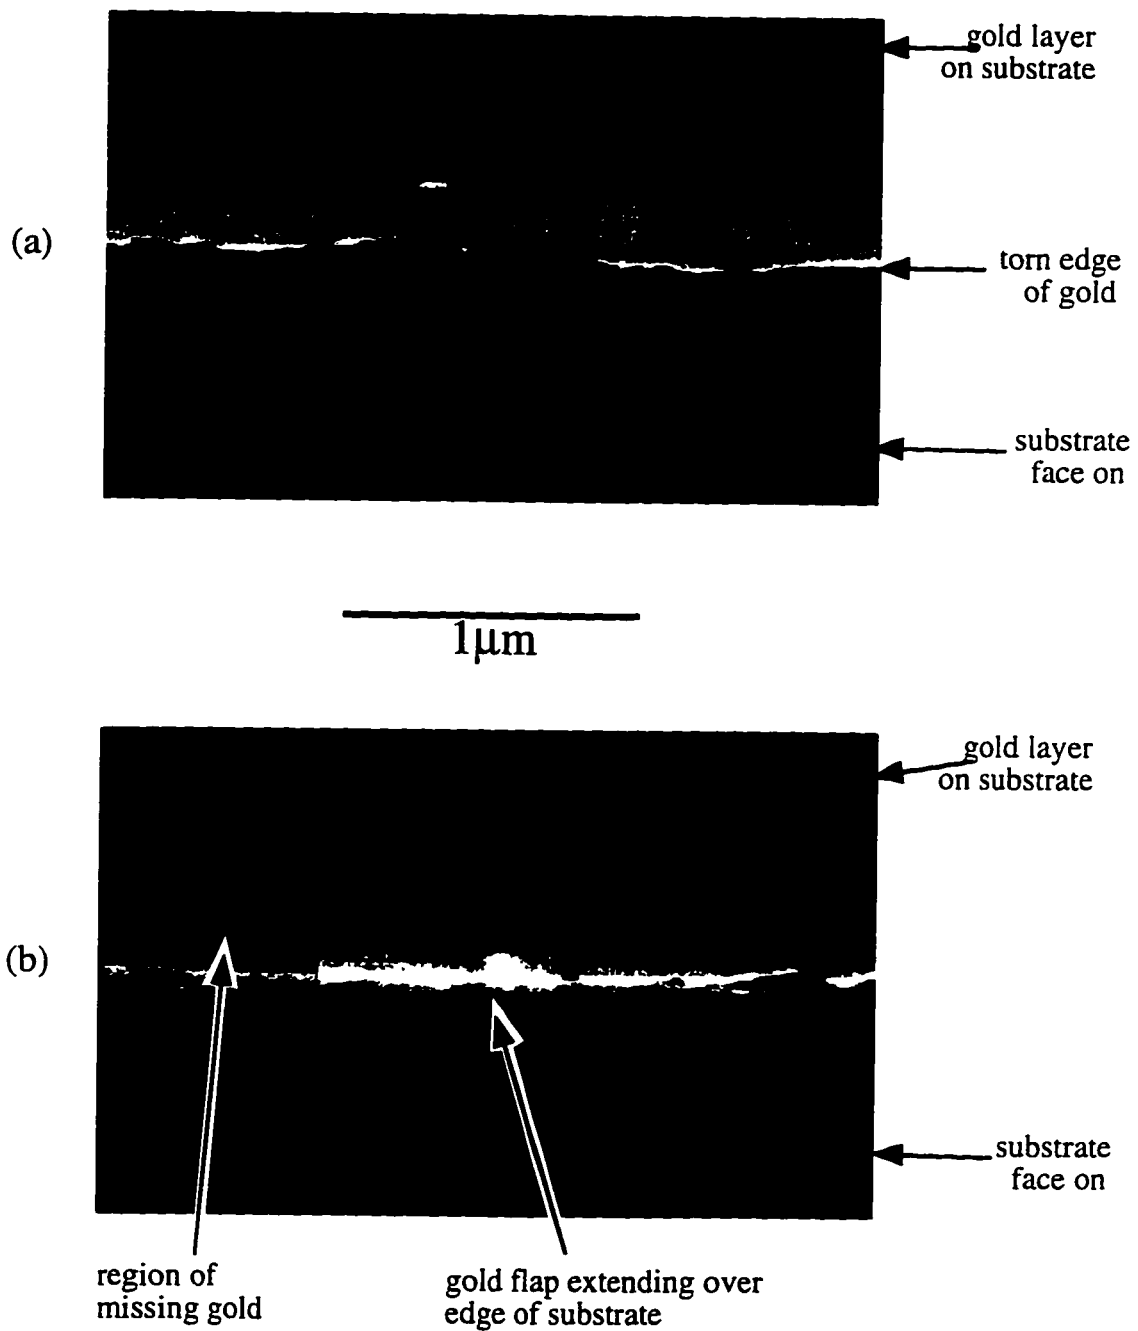 gold layer
on substrate
(a)
torn edge
of gold
substrate
face on
1μm
gold layer
on substrate
(b)
substrate
face on
region of
missing gold
gold flap extending over
edge of substrate